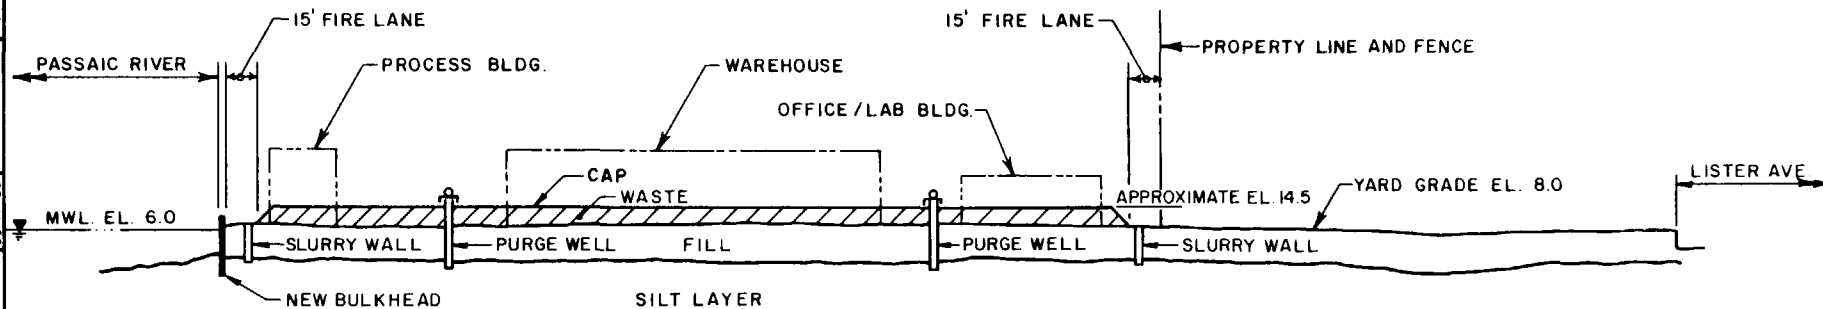 15' FIRE LANE
15' FIRE LANE
PROPERTY LINE AND FENCE
PASSAIC RIVER
PROCESS BLDG.
WAREHOUSE
OFFICE/LAB BLDG.
CAP
WASTE
LISTER AVE
YARD GRADE EL. 8.0
APPROXIMATE EL. 14.5
MWL. EL. 6.0
SLURRY WALL
PURGE WELL
FILL
PURGE WELL
SLURRY WALL
NEW BULKHEAD
SILT LAYER